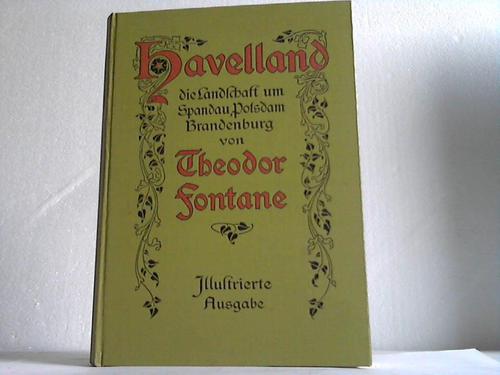 Havelland
die Landschaft um
Spandau, Potsdam
Brandenburg
von
Theodor
Fontane
Illustrierte
Ausgabe